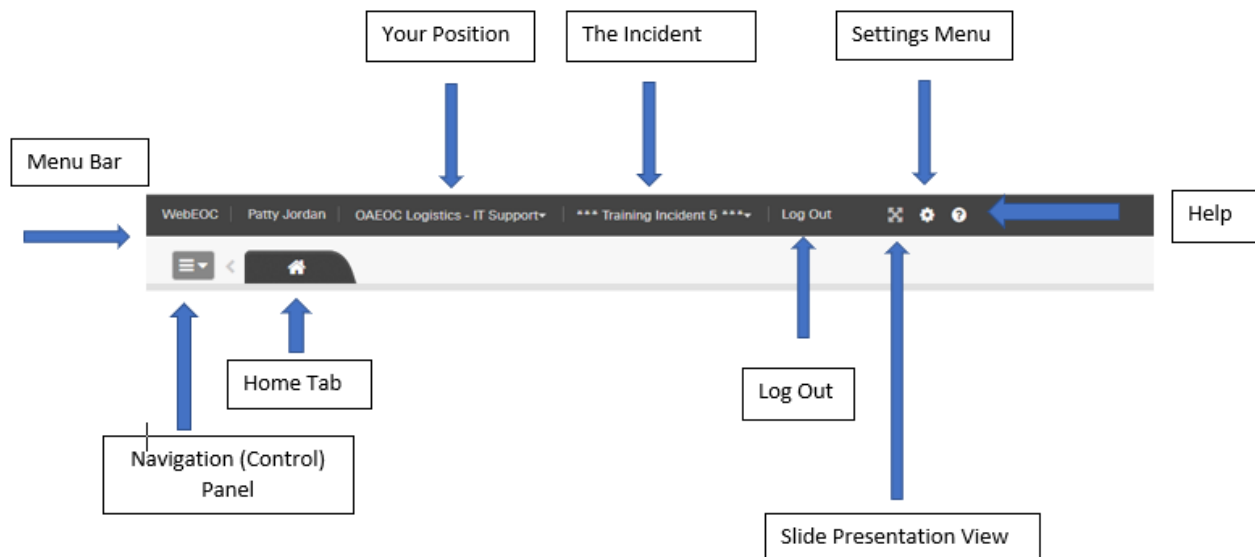 Your Position
The Incident
Settings Menu
Menu Bar
WebEOC
Patty Jordan
OAEOC Logistics - IT Support
*** Training Incident 5 ***
Log Out
Help
Home Tab
Log Out
Navigation (Control)
Panel
Slide Presentation View